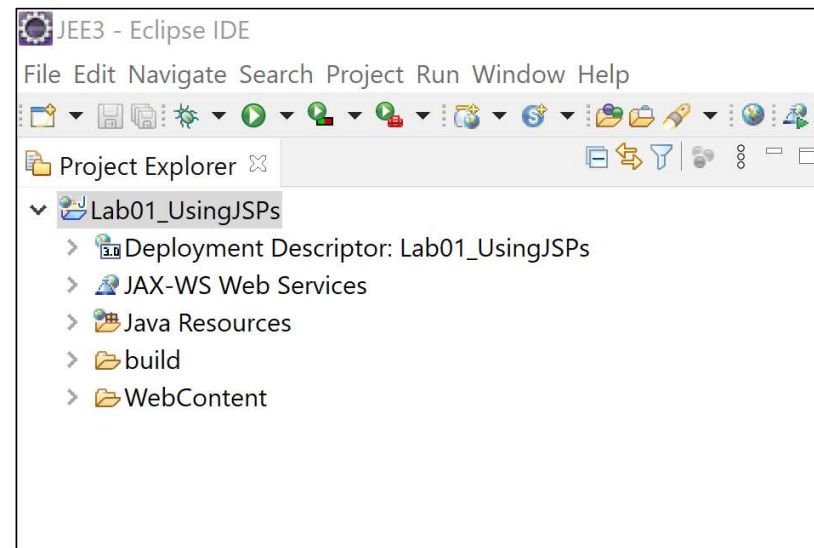 JEE3 - Eclipse IDE
File Edit Navigate Search Project Run Window Help
Project Explorer
Lab01_UsingJSPs
3.0 Deployment Descriptor: Lab01_UsingJSPs
JAX-WS Web Services
Java Resources
build
WebContent